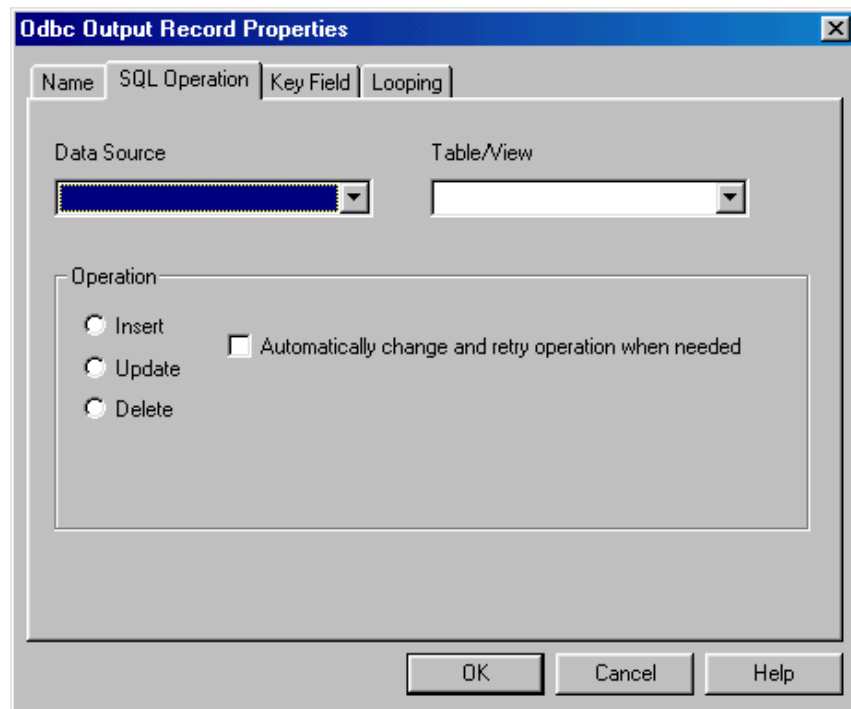 Odbc Output Record Properties
Name SQL Operation Key Field Looping
Data Source Table/View
Operation
Insert
Automatically change and retry operation when needed
Update
Delete
OK Cancel Help